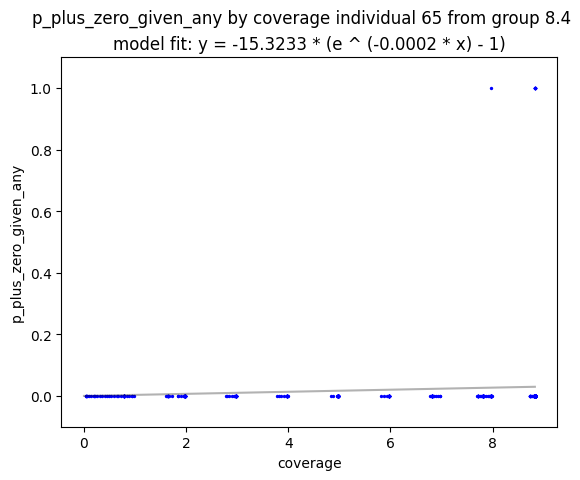 p_plus_zero_given_any by coverage individual 65 from group 8.4
model fit: y = -15.3233 * (e ^ (-0.0002 * x) - 1)
1.0
0.8
0.6
0.4
0.2
0.0
p_plus_zero_given_any
0 2 4 6 8
coverage